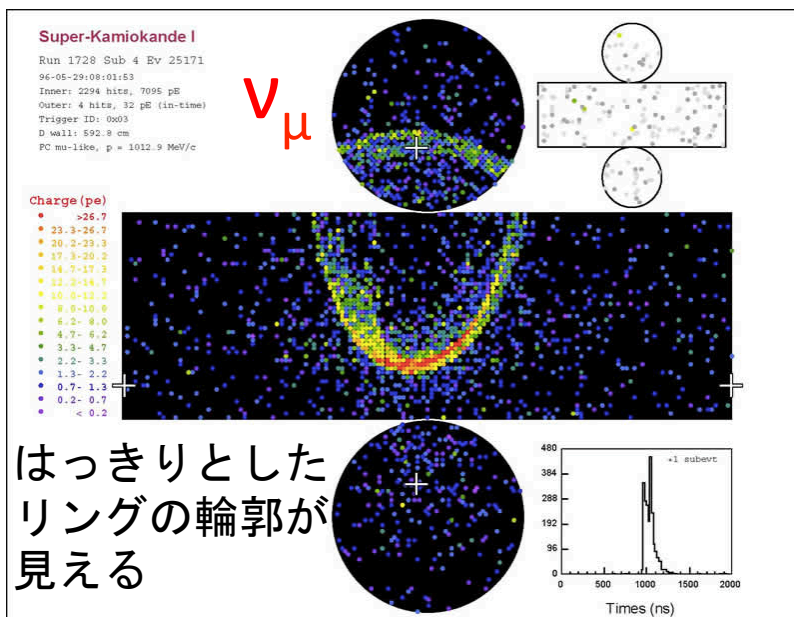 Super-Kamiokande I
Run 1728 Sub 4 Ev 25171
96-05-29:08:01:53
Inner: 2294 hits, 7095 pE
Outer: 4 hits, 32 pE (in-time)
Trigger ID: 0x03
D wall: 592.8 cm
FC mu-like, p = 1012.9 MeV/c
νμ
Charge(pe)
>26.7
23.3-26.7
20.2-23.3
17.3-20.2
14.7-17.3
12.2-14.7
10.0-12.2
8.0-10.0
6.2- 8.0
4.7- 6.2
3.3- 4.7
2.2- 3.3
1.3- 2.2
0.7- 1.3
0.2- 0.7
< 0.2
はっきりとした
リングの輪郭が
見える
480
384
288
192
96
0
+1 subevt
0 500 1000 1500 2000
Times (ns)